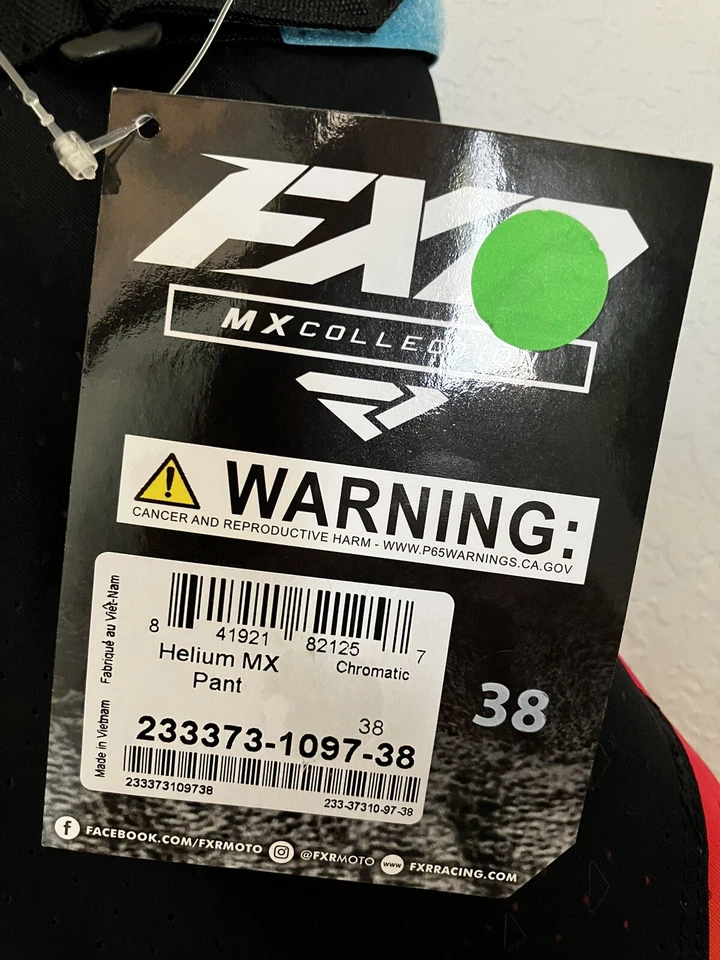 FXR
MX COLLEC
WARNING:
CANCER AND REPRODUCTIVE HARM - WWW.P65WARNINGS.CA.GOV
8 41921 82125 7
Helium MX
Pant
Chromatic
38
233373-1097-38
233373109738
233-37310-97-38
Made in Vietnam
Fabriqué au Viêt-Nam
38
FACEBOOK.COM/FXRMOTO
@FXRMOTO
www
FXRRACING.COM